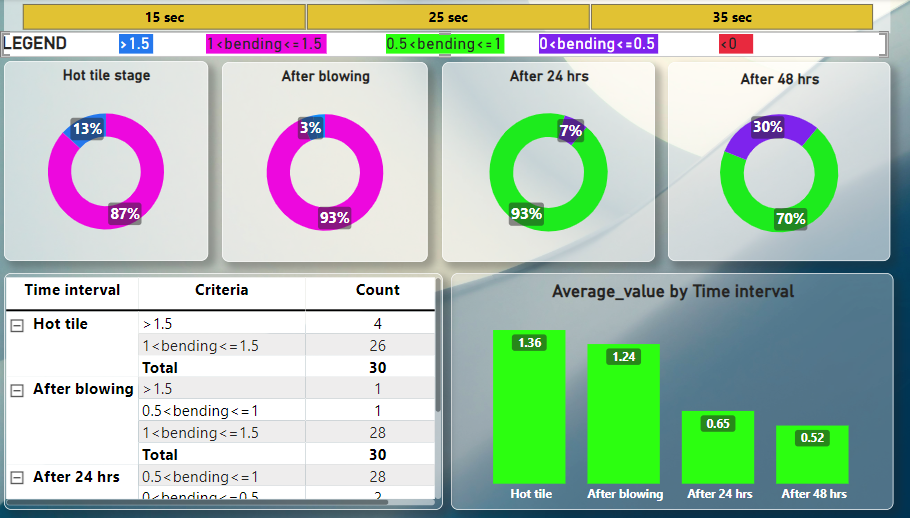 15 sec 25 sec 35 sec
LEGEND >1.5 1<bending<=1.5 0.5<bending<=1 0<bending<=0.5 <0
Hot tile stage
13%
87%
After blowing
3%
93%
After 24 hrs
7%
93%
After 48 hrs
30%
70%
Time interval Criteria Count
Hot tile >1.5 4
1<bending<=1.5 26
Total 30
After blowing >1.5 1
0.5<bending<=1 1
1<bending<=1.5 28
Total 30
After 24 hrs 0.5<bending<=1 28
0<bending<=0.5 2
Average_value by Time interval
1.36 1.24 0.65 0.52
Hot tile After blowing After 24 hrs After 48 hrs